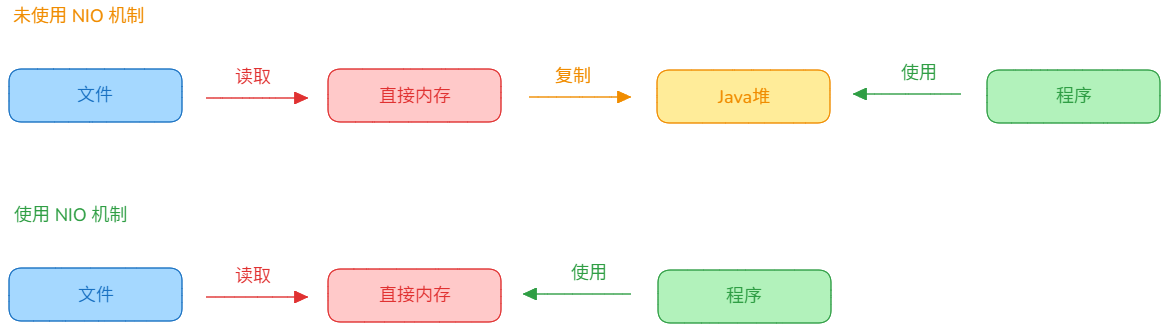 未使用 NIO 机制
读取
复制
使用
文件
直接内存
Java堆
程序
使用 NIO 机制
读取
使用
文件
直接内存
程序